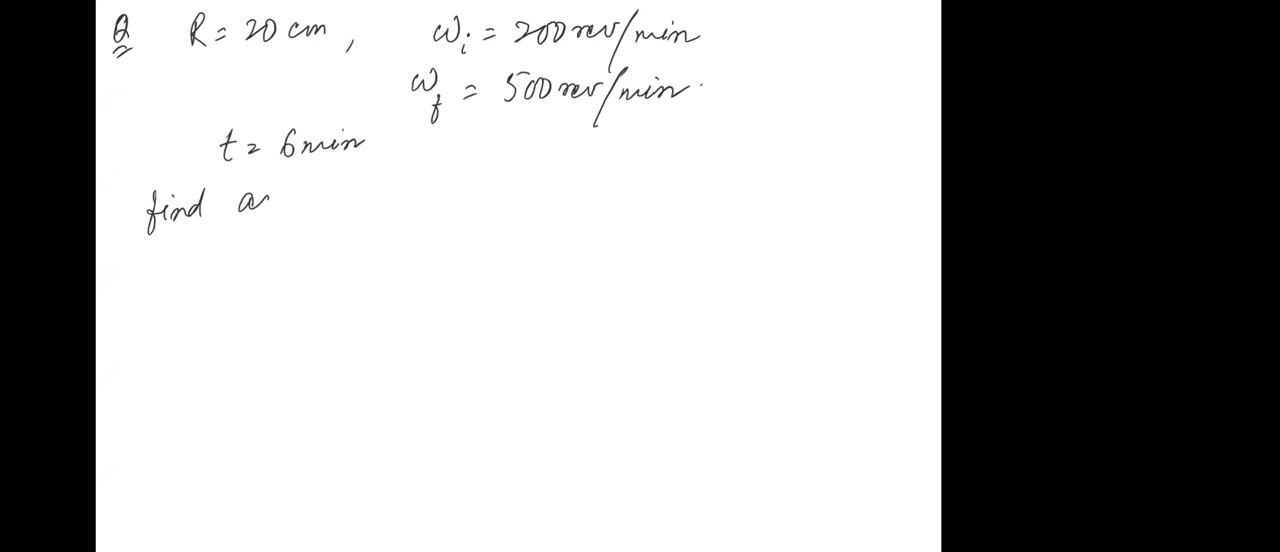 Q R = 20 cm, ωi = 200 rev/min
ωf = 500 rev/min.
t = 6 min
find a